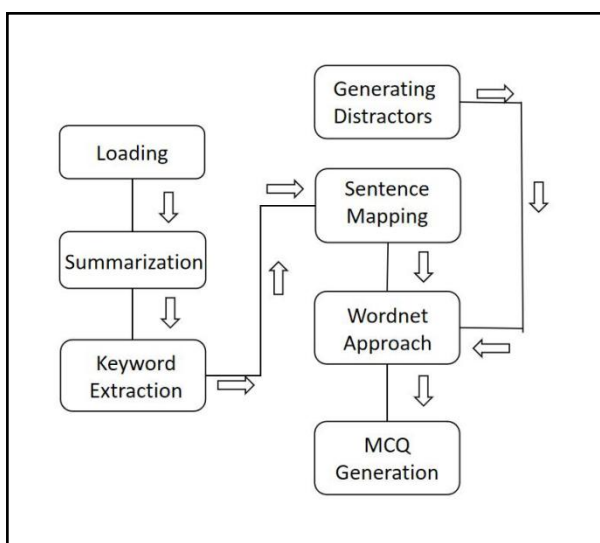 Loading
Summarization
Keyword
Extraction
Generating
Distractors
Sentence
Mapping
Wordnet
Approach
MCQ
Generation